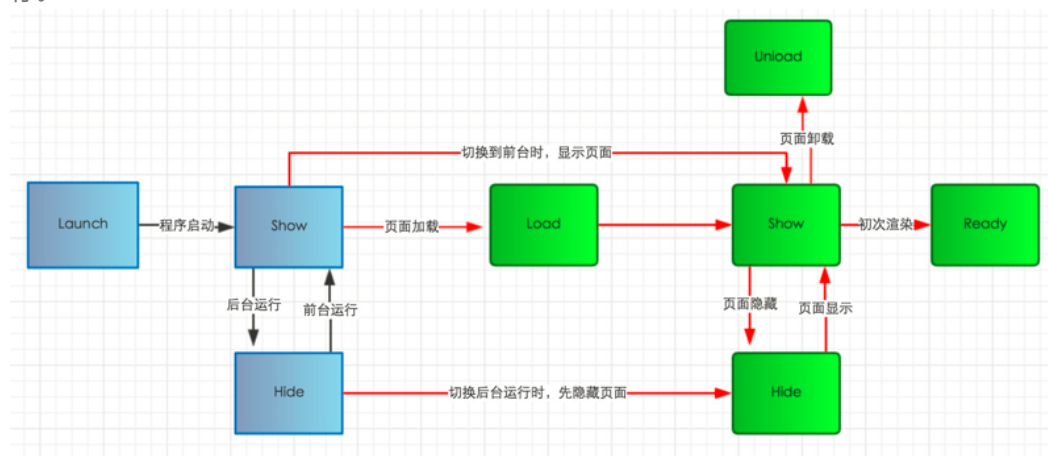 Unload
页面卸载
切换到前台时，显示页面
Launch
程序启动
Show
页面加载
Load
Show
初次渲染
Ready
后台运行
前台运行
页面隐藏
页面显示
Hide
切换后台运行时，先隐藏页面
Hide